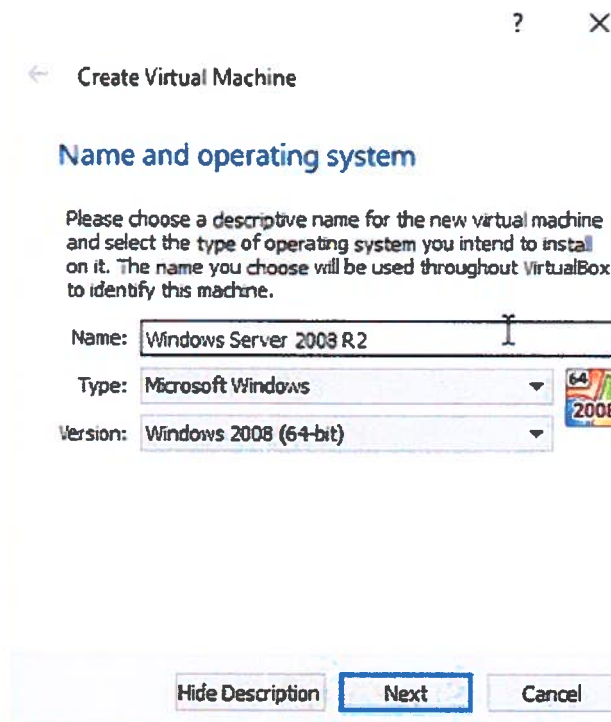 ?
Create Virtual Machine
Name and operating system
Please choose a descriptive name for the new virtual machine
and select the type of operating system you intend to install
on it. The name you choose will be used throughout VirtualBox
to identify this machine.
Name: Windows Server 2008 R2
Type: Microsoft Windows
64
2008
Version: Windows 2008 (64-bit)
Hide Description Next Cancel